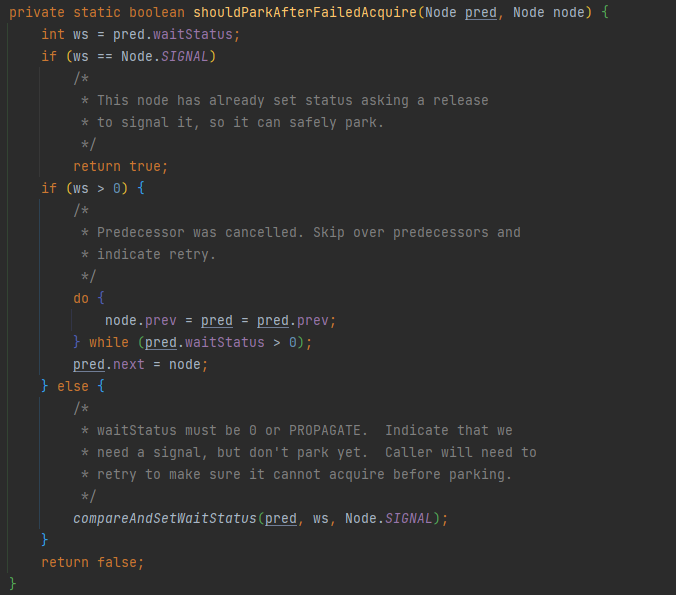 private static boolean shouldParkAfterFailedAcquire(Node pred, Node node) {
    int ws = pred.waitStatus;
    if (ws == Node.SIGNAL)
        /*
         * This node has already set status asking a release
         * to signal it, so it can safely park.
         */
        return true;
    if (ws > 0) {
        /*
         * Predecessor was cancelled. Skip over predecessors and
         * indicate retry.
         */
        do {
            node.prev = pred = pred.prev;
        } while (pred.waitStatus > 0);
        pred.next = node;
    } else {
        /*
         * waitStatus must be 0 or PROPAGATE.  Indicate that we
         * need a signal, but don't park yet.  Caller will need to
         * retry to make sure it cannot acquire before parking.
         */
        compareAndSetWaitStatus(pred, ws, Node.SIGNAL);
    }
    return false;
}